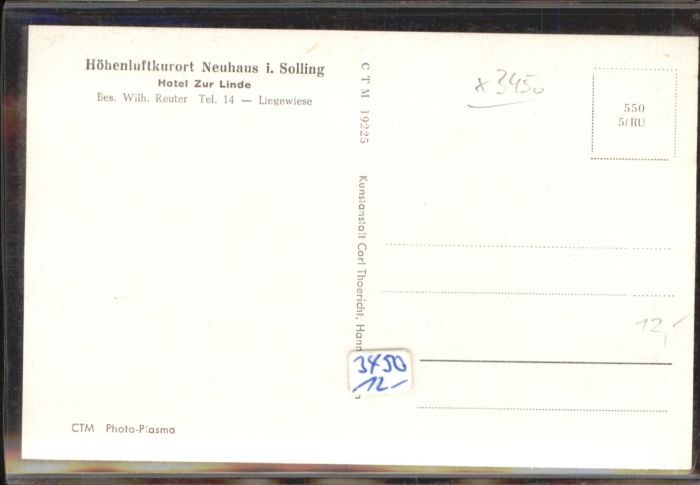 Höhenluftkurort Neuhaus i. Solling
Hotel Zur Linde
Bes. Wilh. Reuter Tel. 14 — Liegewiese
CTM 19225
Kunstanstalt Carl Thoericht, Hann
x 3450
550
5/RU
12,-
3450
12,-
CTM Photo-Plasma